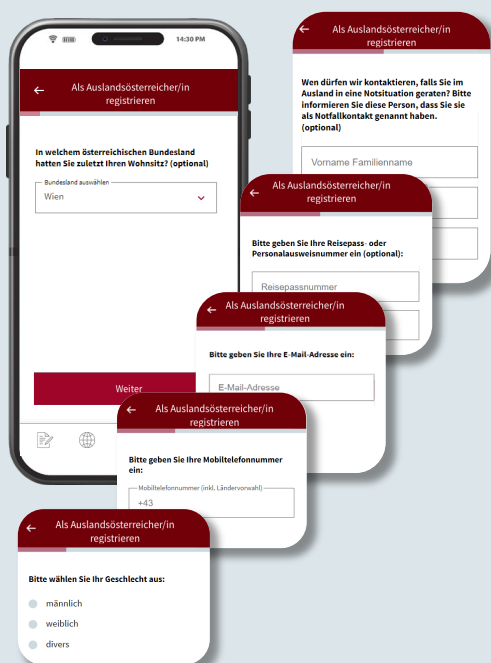 14:30 PM
Als Auslandsösterreicher/in
registrieren
In welchem österreichischen Bundesland
hatten Sie zuletzt Ihren Wohnsitz? (optional)
Bundesland auswählen
Wien
Weiter
Als Auslandsösterreicher/in
registrieren
Wen dürfen wir kontaktieren, falls Sie im
Ausland in eine Notsituation geraten? Bitte
informieren Sie diese Person, dass Sie sie
als Notfallkontakt genannt haben.
(optional)
Vorname Familienname
Als Auslandsösterreicher/in
registrieren
Bitte geben Sie Ihre Reisepass- oder
Personalausweisnummer ein (optional):
Reisepassnummer
Als Auslandsösterreicher/in
registrieren
Bitte geben Sie Ihre E-Mail-Adresse ein:
E-Mail-Adresse
Als Auslandsösterreicher/in
registrieren
Bitte geben Sie Ihre Mobiltelefonnummer
ein:
Mobiltelefonnummer (inkl. Ländervorwahl)
+43
Als Auslandsösterreicher/in
registrieren
Bitte wählen Sie Ihr Geschlecht aus:
männlich
weiblich
divers